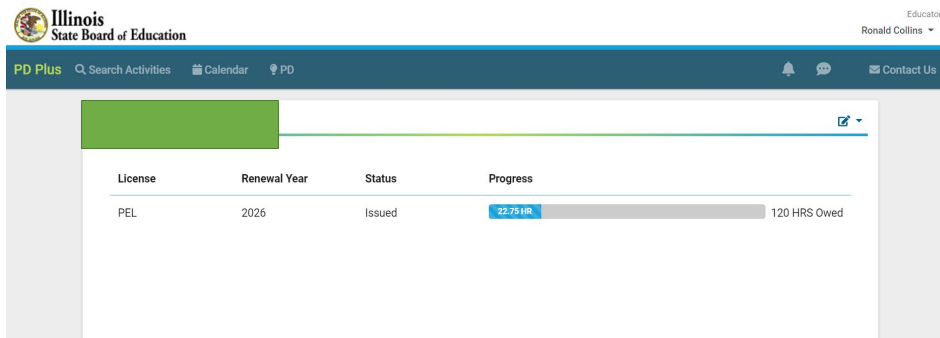 Illinois
State Board of Education
Educator
Ronald Collins
PD Plus Search Activities Calendar PD Contact Us
License Renewal Year Status Progress
PEL 2026 Issued 22.75 HR 120 HRS Owed